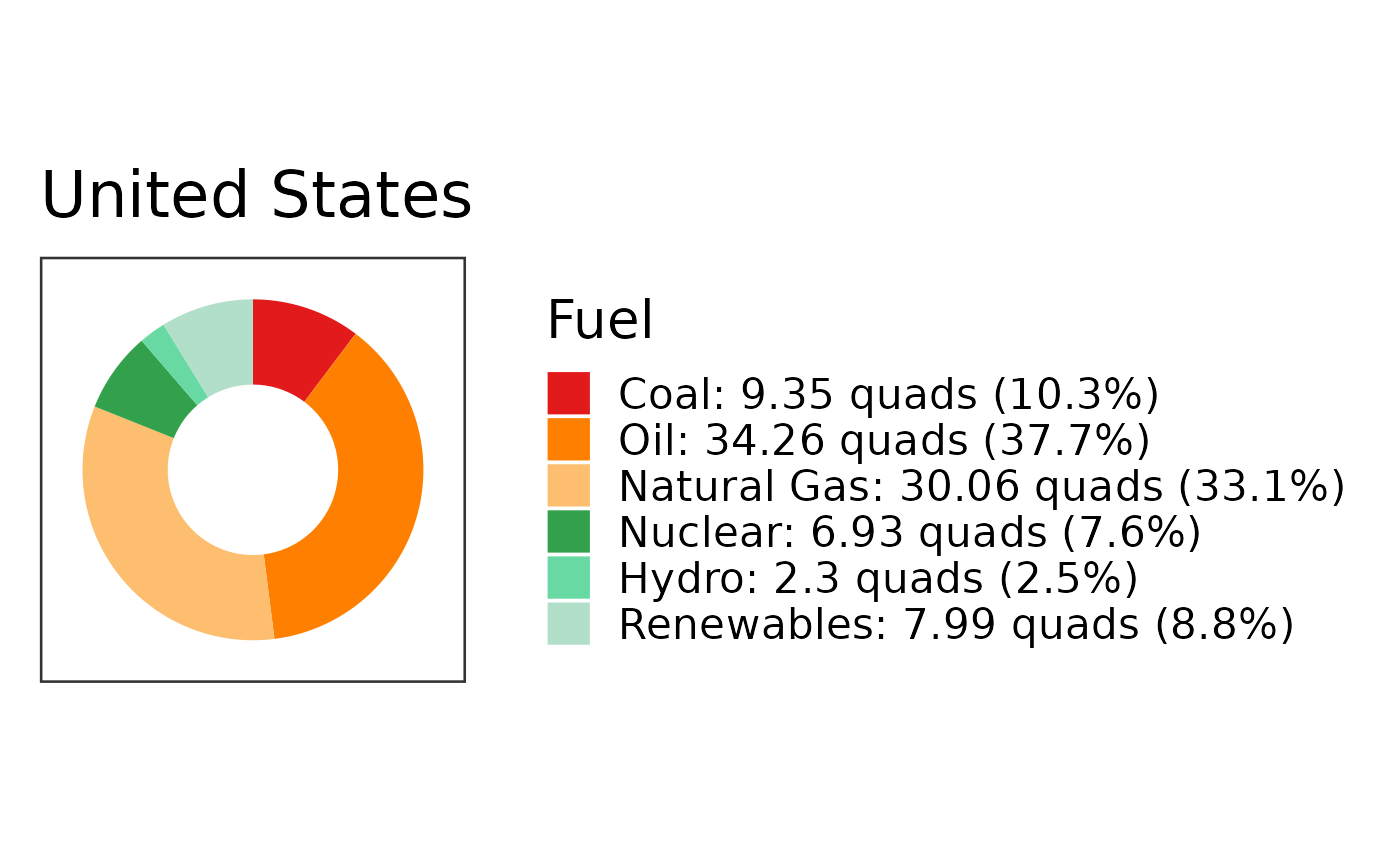 United States
Fuel
Coal: 9.35 quads (10.3%)
Oil: 34.26 quads (37.7%)
Natural Gas: 30.06 quads (33.1%)
Nuclear: 6.93 quads (7.6%)
Hydro: 2.3 quads (2.5%)
Renewables: 7.99 quads (8.8%)